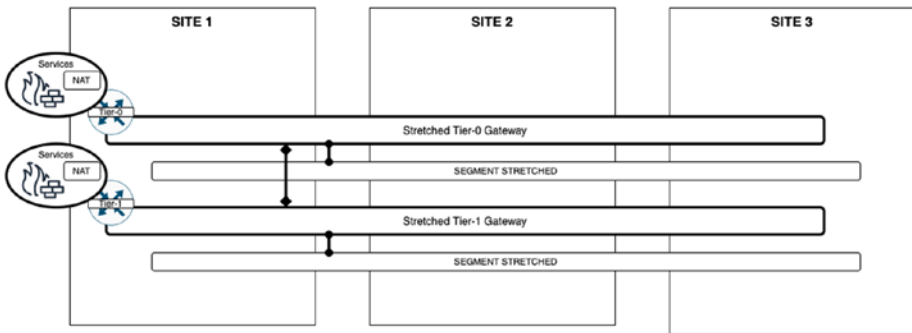 SITE 1
SITE 2
SITE 3
Services
NAT
Tier-0
Stretched Tier-0 Gateway
SEGMENT STRETCHED
Services
NAT
Tier-1
Stretched Tier-1 Gateway
SEGMENT STRETCHED